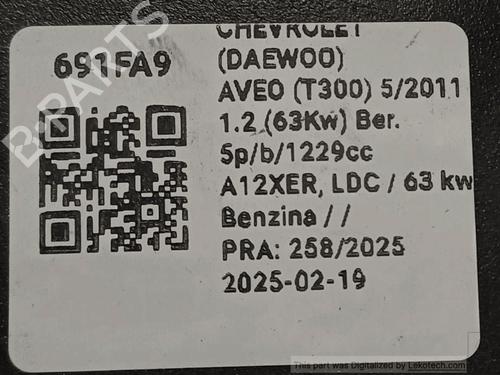 CHEVROLET
691FA9
(DAEWOO)
AVEO (T300) 5/2011
1.2 (63Kw) Ber.
5p/b/1229cc
A12XER, LDC / 63 kw
Benzina / /
PRA: 258/2025
2025-02-19
B-PARTS
This part was Digitalized by Lekotech.com